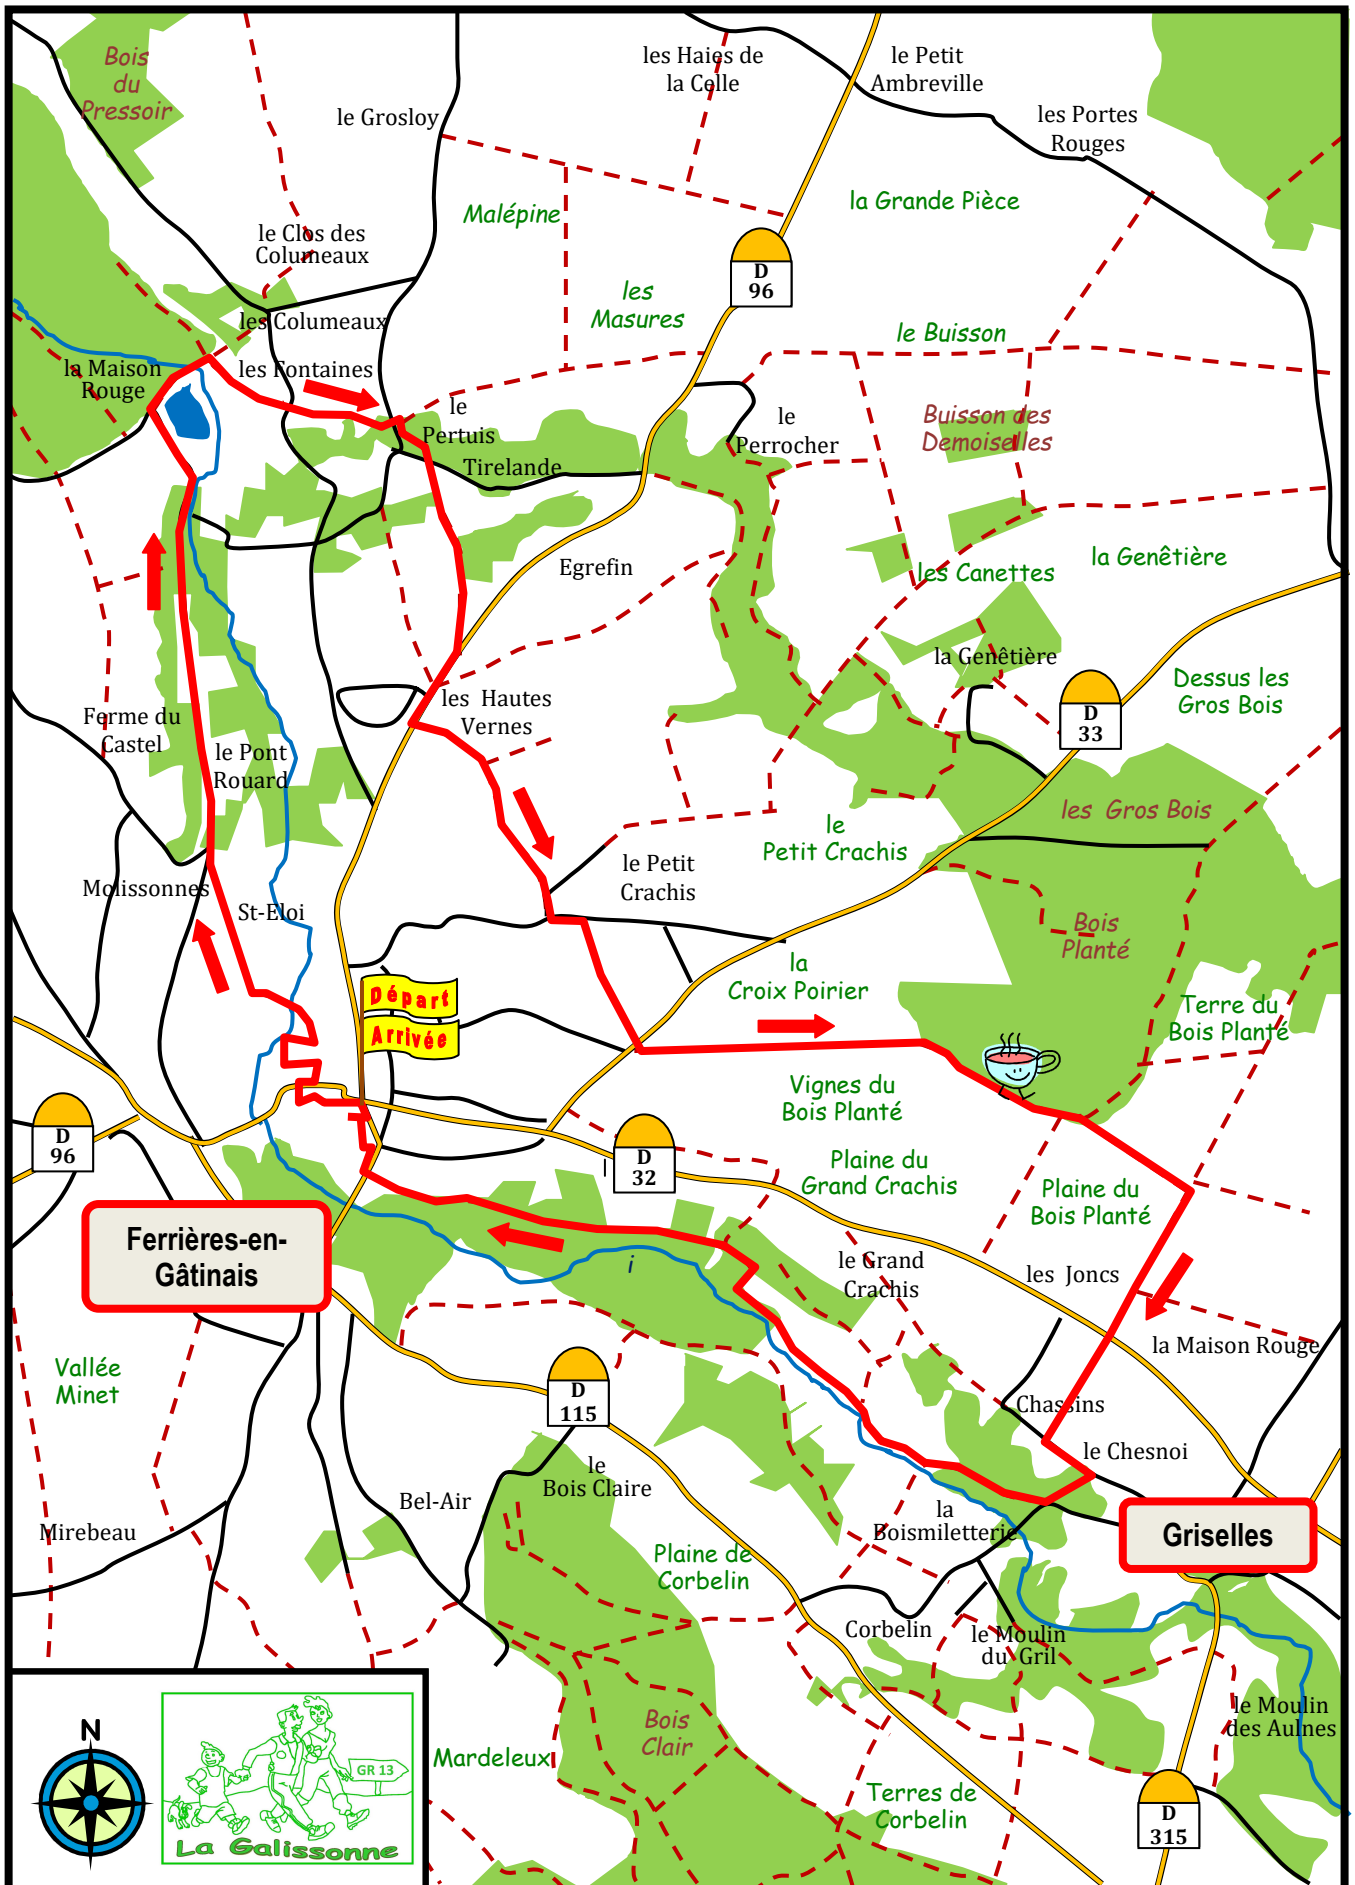 Bois
du
Pressoir
les Haies de
la Celle
le Petit
Ambreville
le Grosloy
les Portes
Rouges
Malépine
la Grande Pièce
le Clos des
Columeaux
D
96
les
Masures
les Columeaux
le Buisson
la Maison
Rouge
les Fontaines
le
Pertuis
le
Perrocher
Buisson des
Demoiselles
Tirelande
Egrefin
les Canettes
la Genêtière
la Genêtière
Dessus les
Gros Bois
les Hautes
Vernes
D
33
Ferme du
Castel
le Pont
Rouard
les Gros Bois
le
Petit Crachis
le Petit
Crachis
Molissonnes
St-Eloi
Bois
Planté
la
Croix Poirier
Départ
Arrivée
Terre du
Bois Planté
Vignes du
Bois Planté
D
96
D
32
Plaine du
Grand Crachis
Plaine du
Bois Planté
Ferrières-en-
Gâtinais
i
le Grand
Crachis
les Joncs
la Maison Rouge
Vallée
Minet
D
115
Chassins
le Chesnoi
le
Bois Claire
Bel-Air
la
Boismiletterie
Griselles
Mirebeau
Plaine de
Corbelin
Corbelin
le Moulin
du Gril
le Moulin
des Aulnes
Bois
Clair
Mardeleux
Terres de
Corbelin
D
315
N
GR 13
La Galissonne